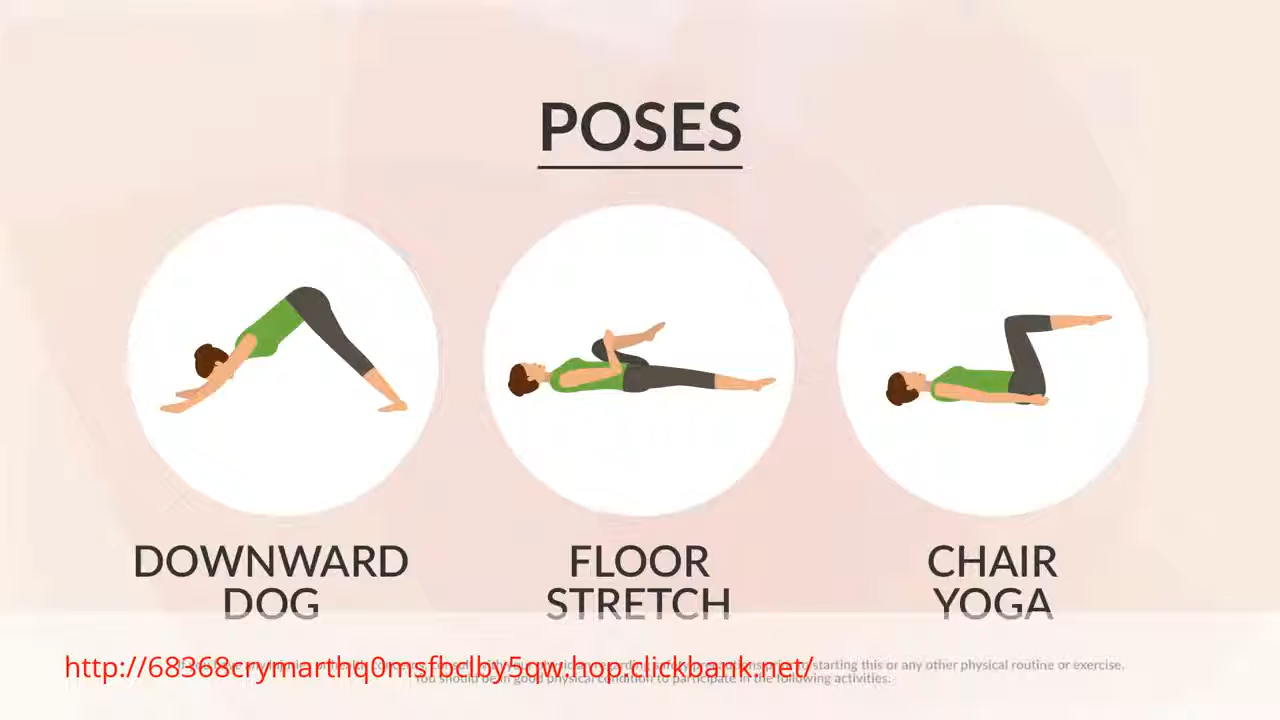 POSES
DOWNWARD
DOG
FLOOR
STRETCH
CHAIR
YOGA
http://68368crymarthq0msfbclby5qw.hop.clickbank.net/
starting this or any other physical routine or exercise.
You should be in good physical condition to participate in the following activities.